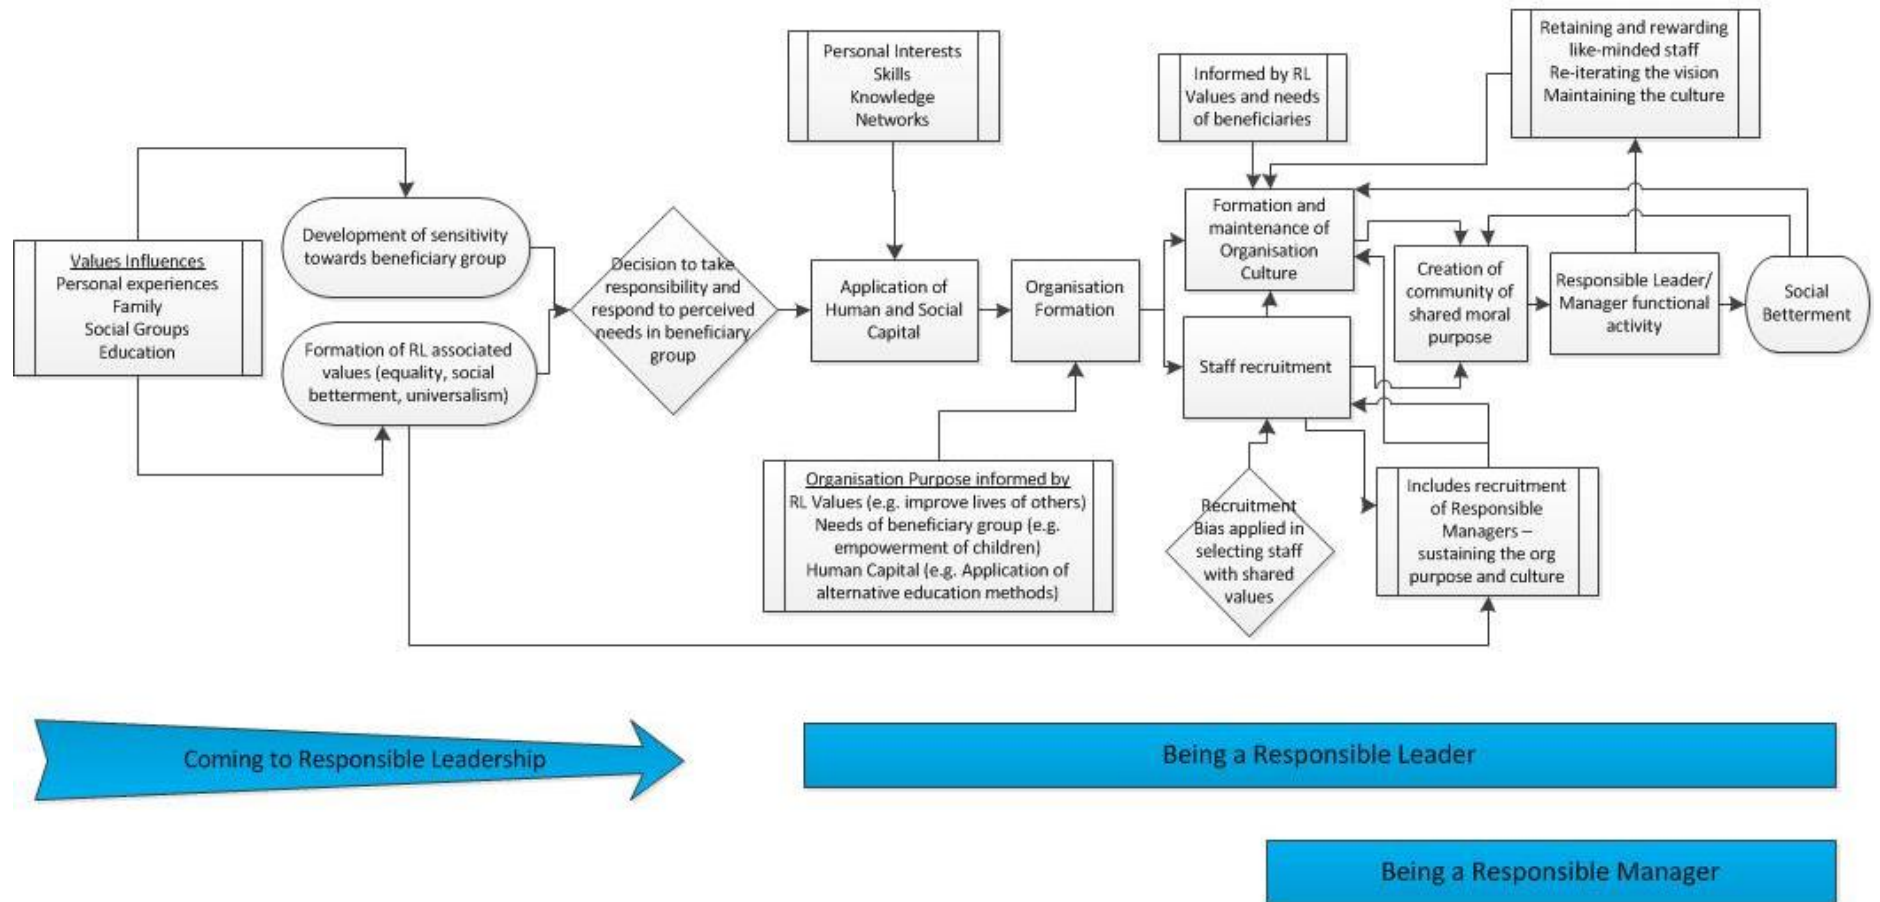 Values Influences
Personal experiences
Family
Social Groups
Education
Development of sensitivity
towards beneficiary group
Formation of RL associated
values (equality, social
betterment, universalism)
Decision to take
responsibility and
respond to perceived
needs in beneficiary
group
Personal Interests
Skills
Knowledge
Networks
Application of
Human and Social
Capital
Organisation
Formation
Organisation Purpose informed by
RL Values (e.g. improve lives of others)
Needs of beneficiary group (e.g.
empowerment of children)
Human Capital (e.g. Application of
alternative education methods)
Informed by RL
Values and needs
of beneficiaries
Formation and
maintenance of
Organisation
Culture
Staff recruitment
Recruitment
Bias applied in
selecting staff
with shared
values
Includes recruitment
of Responsible
Managers –
sustaining the org
purpose and culture
Creation of
community of
shared moral
purpose
Retaining and rewarding
like-minded staff
Re-iterating the vision
Maintaining the culture
Responsible Leader/
Manager functional
activity
Social
Betterment
Coming to Responsible Leadership
Being a Responsible Leader
Being a Responsible Manager